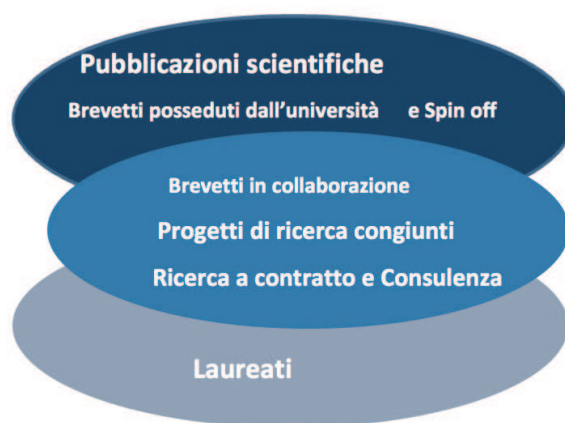 Pubblicazioni scientifiche
Brevetti posseduti dall'università e Spin off
Brevetti in collaborazione
Progetti di ricerca congiunti
Ricerca a contratto e Consulenza
Laureati